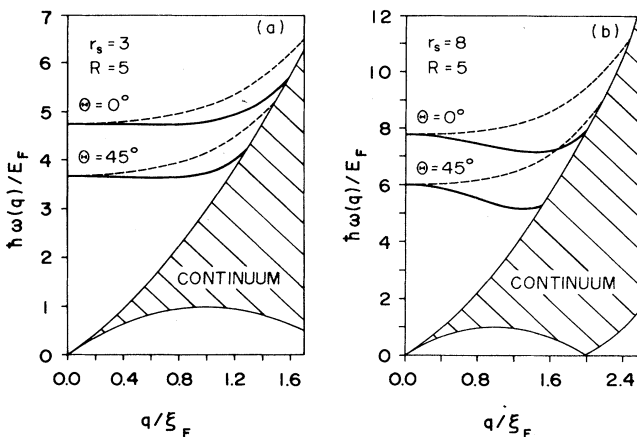 (a)
r_s = 3
R = 5
Θ = 0°
Θ = 45°
CONTINUUM
ħω(q)/E_F
7
6
5
4
3
2
1
0
0.0 0.4 0.8 1.2 1.6
q/ξ_F
(b)
r_s = 8
R = 5
Θ = 0°
Θ = 45°
CONTINUUM
ħω(q)/E_F
12
10
8
6
4
2
0
0.0 0.8 1.6 2.4
q/ξ_F